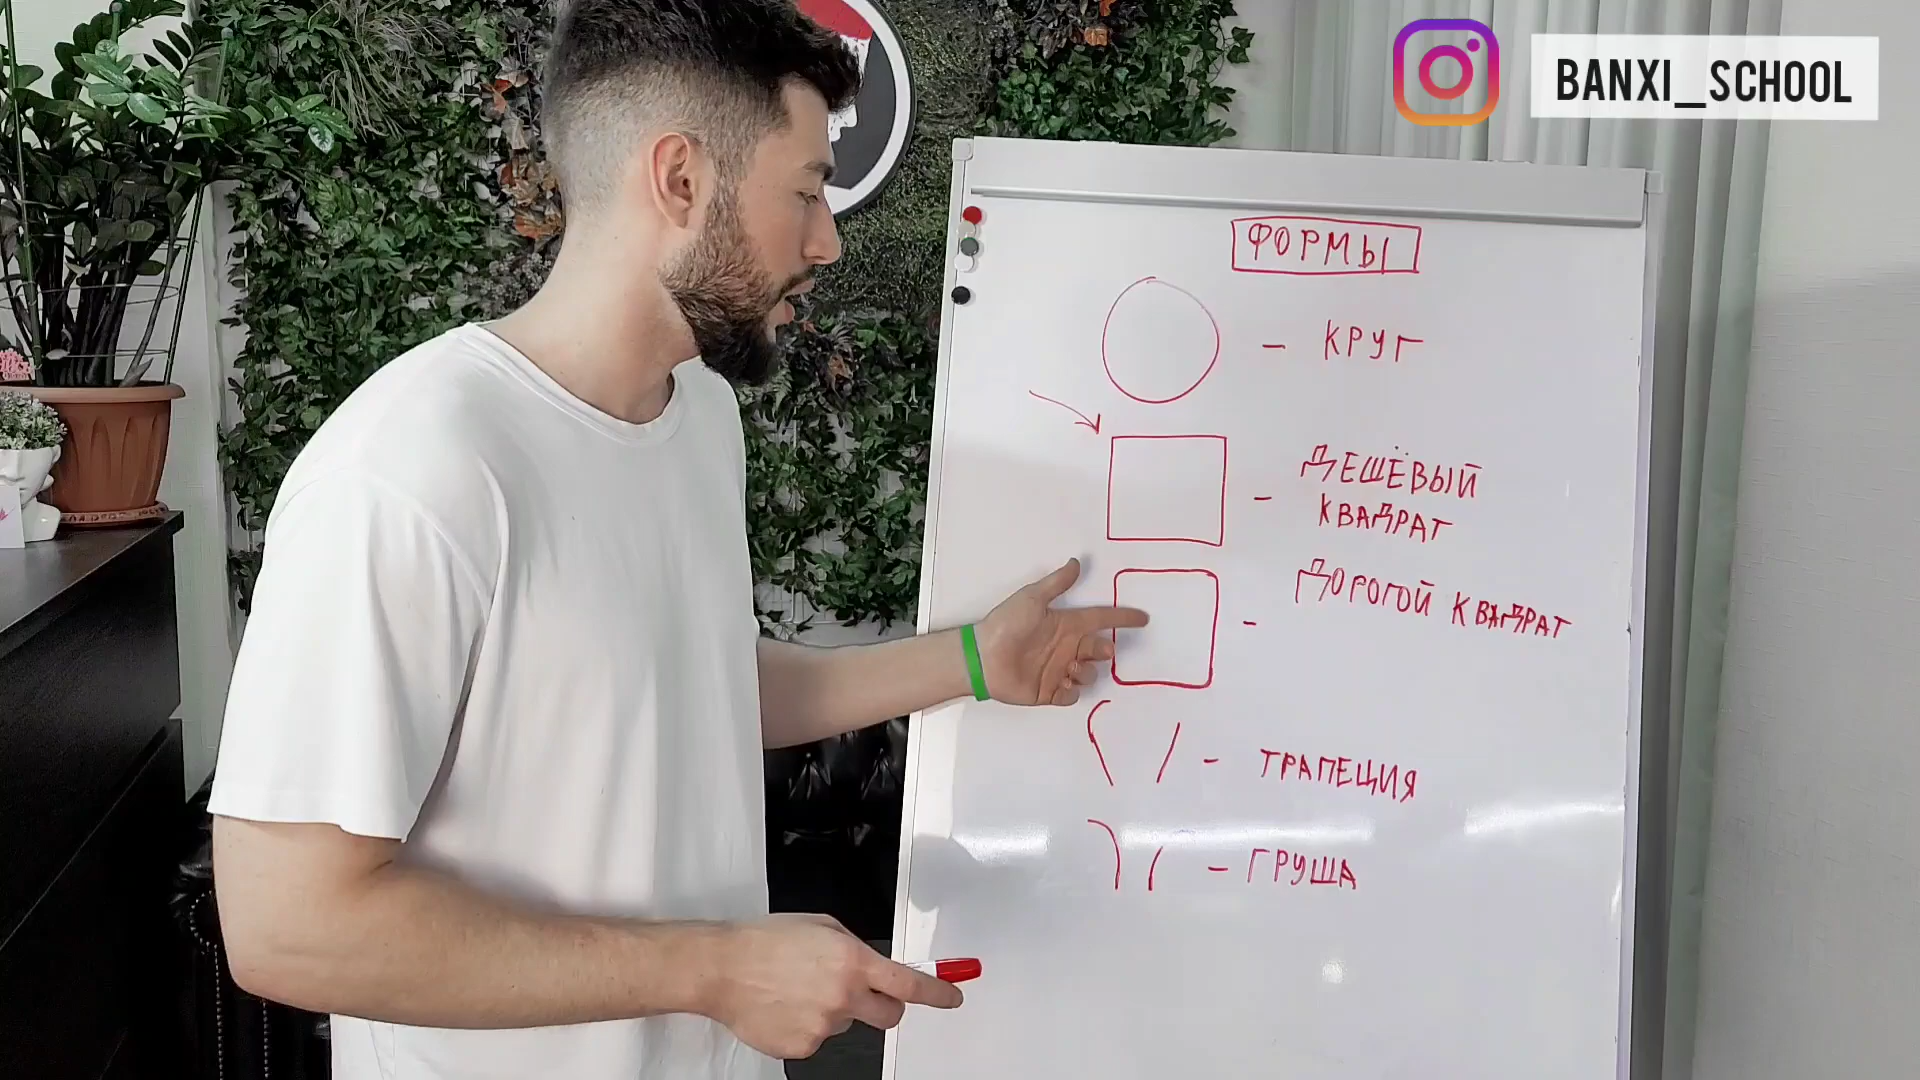 BANXI_SCHOOL
ФОРМЫ
– КРУГ
– ДЕШЁВЫЙ
КВАДРАТ
– ДОРОГОЙ КВАДРАТ
– ТРАПЕЦИЯ
– ГРУША